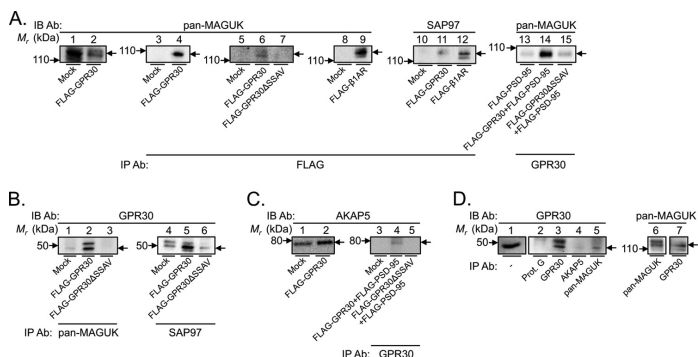 A.
IB Ab: pan-MAGUK SAP97 pan-MAGUK
Mr (kDa) 1 2 3 4 5 6 7 8 9 10 11 12 13 14 15
110 110 110 110 110 110
Mock
FLAG-GPR30
Mock
FLAG-GPR30
Mock
FLAG-GPR30
FLAG-GPR30ΔSSAV
Mock
FLAG-β1AR
Mock
FLAG-GPR30
FLAG-β1AR
FLAG-PSD-95
FLAG-GPR30+FLAG-PSD-95
FLAG-GPR30ΔSSAV
+FLAG-PSD-95
IP Ab: FLAG GPR30
B.
IB Ab: GPR30
Mr (kDa) 1 2 3 4 5 6
50 50
Mock
FLAG-GPR30
FLAG-GPR30ΔSSAV
Mock
FLAG-GPR30
FLAG-GPR30ΔSSAV
IP Ab: pan-MAGUK SAP97
C.
IB Ab: AKAP5
Mr (kDa) 1 2 3 4 5
80 80
Mock
FLAG-GPR30
Mock
FLAG-GPR30+FLAG-PSD-95
FLAG-GPR30ΔSSAV
+FLAG-PSD-95
IP Ab: GPR30
D.
IB Ab: GPR30 pan-MAGUK
Mr (kDa) 1 2 3 4 5 6 7
50 50 110
IP Ab: -
Prot. G
GPR30
AKAP5
pan-MAGUK
pan-MAGUK
GPR30